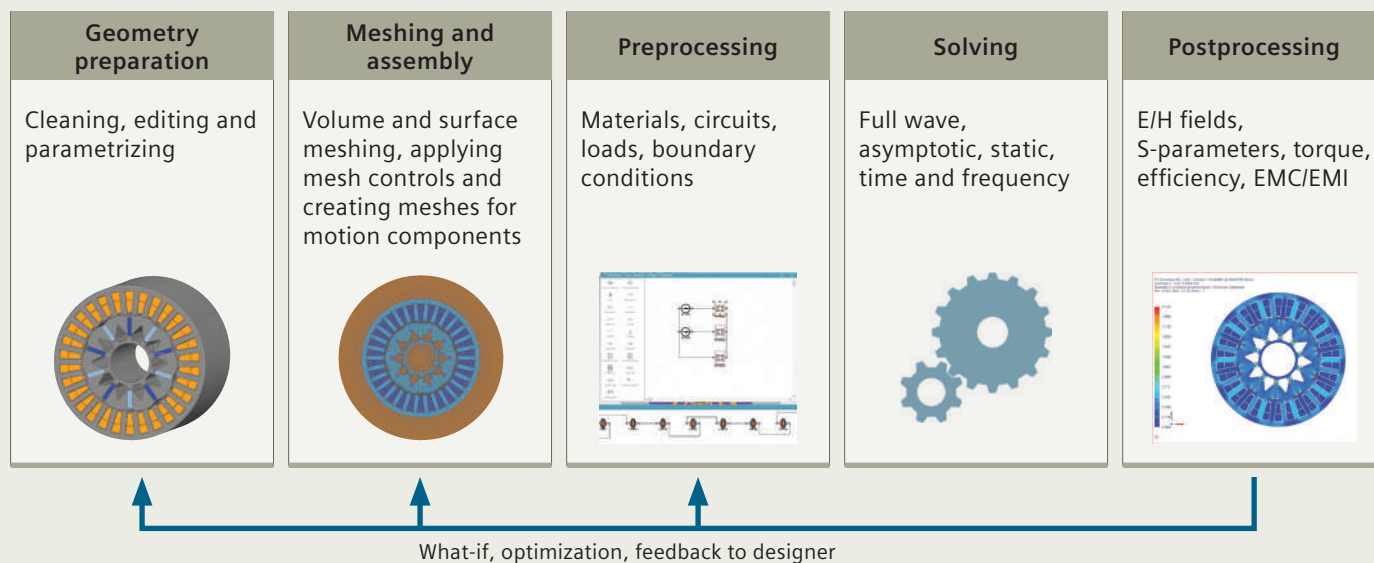 Geometry
preparation
Cleaning, editing and
parametrizing
Meshing and
assembly
Volume and surface
meshing, applying
mesh controls and
creating meshes for
motion components
Preprocessing
Materials, circuits,
loads, boundary
conditions
Solving
Full wave,
asymptotic, static,
time and frequency
Postprocessing
E/H fields,
S-parameters, torque,
efficiency, EMC/EMI
What-if, optimization, feedback to designer